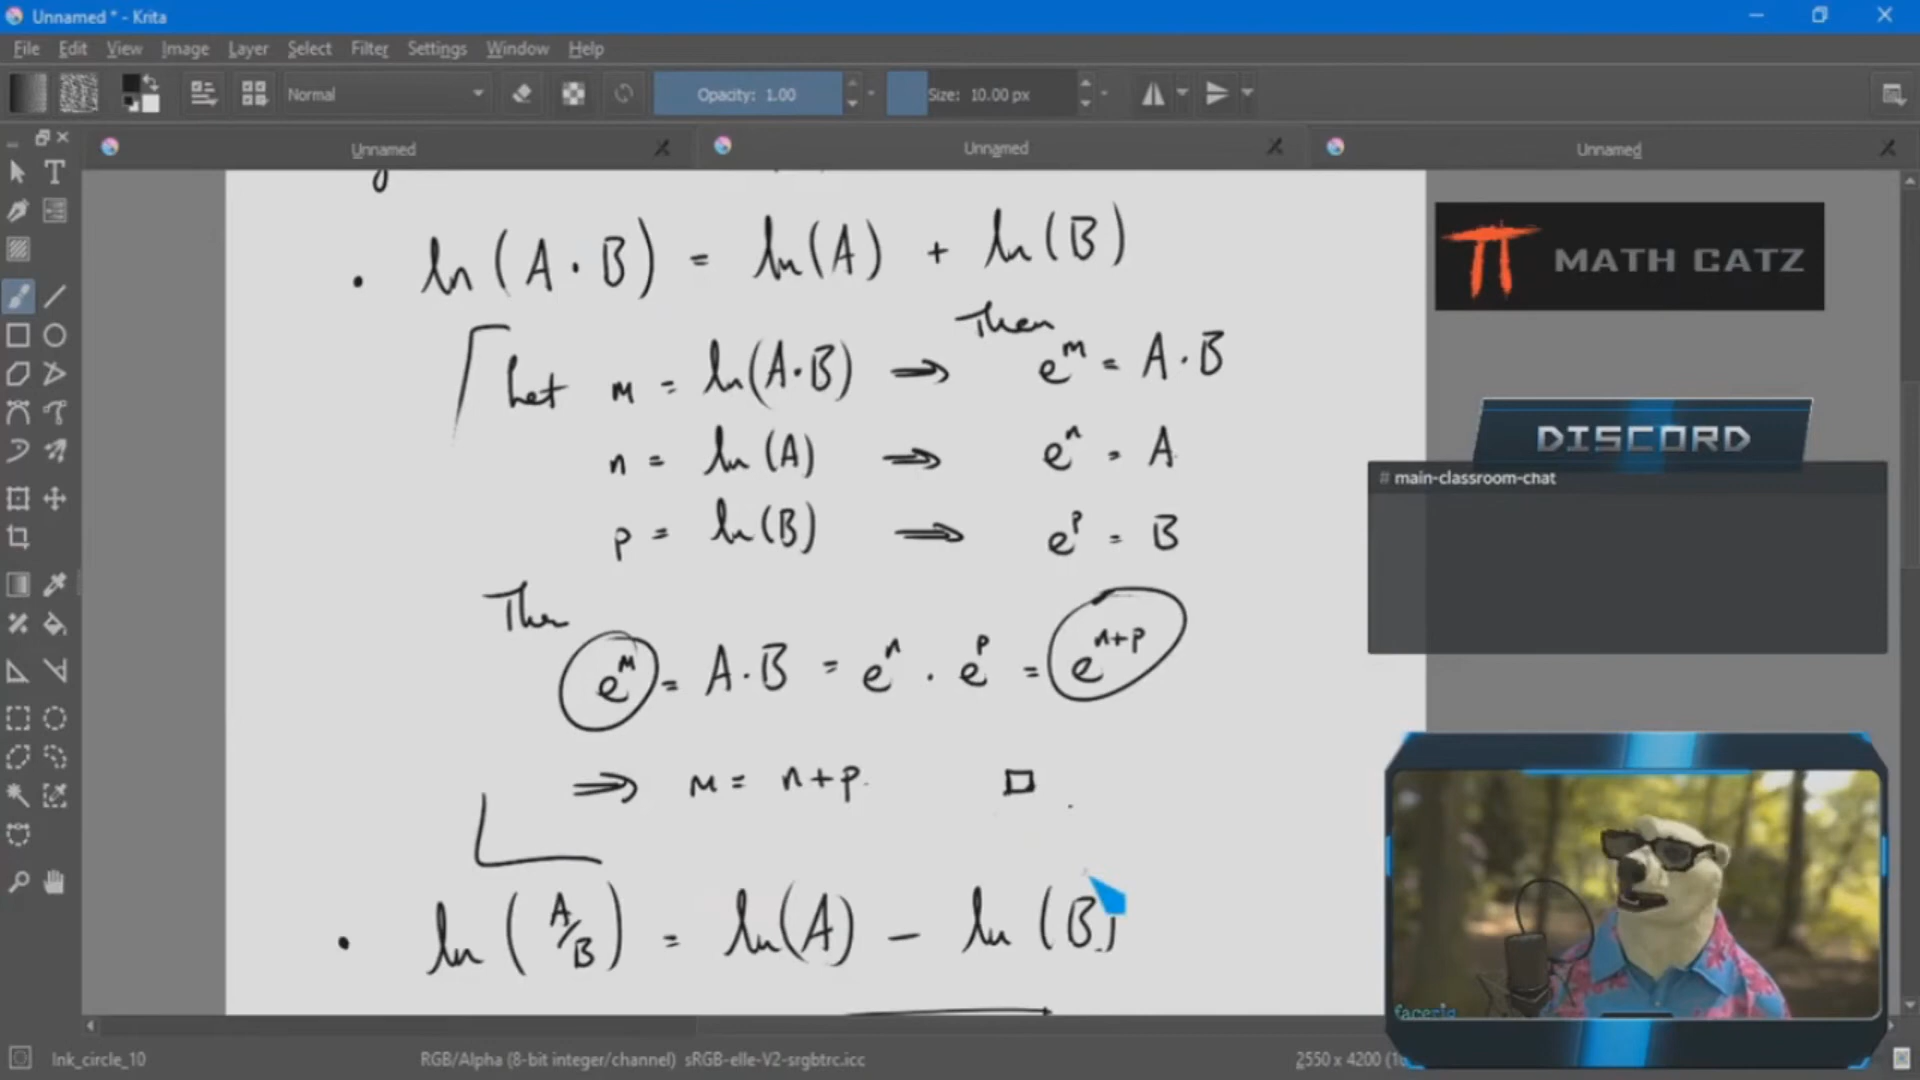 Unnamed * - Krita
File Edit View Image Layer Select Filter Settings Window Help
Normal Opacity: 1.00 Size: 10.00 px
Unnamed Unnamed Unnamed
• ln(A·B) = ln(A) + ln(B)
Then
Let m = ln(A·B) ⟹ e^m = A·B
n = ln(A) ⟹ e^n = A
p = ln(B) ⟹ e^p = B
Then
e^m = A·B = e^n · e^p = e^{n+p}
⟹ m = n+p. □
• ln(A/B) = ln(A) – ln(B)
MATH CATZ
DISCORD
# main-classroom-chat
facerig
Ink_circle_10 RGB/Alpha (8-bit integer/channel) sRGB-elle-V2-srgbtrc.icc 2550 x 4200